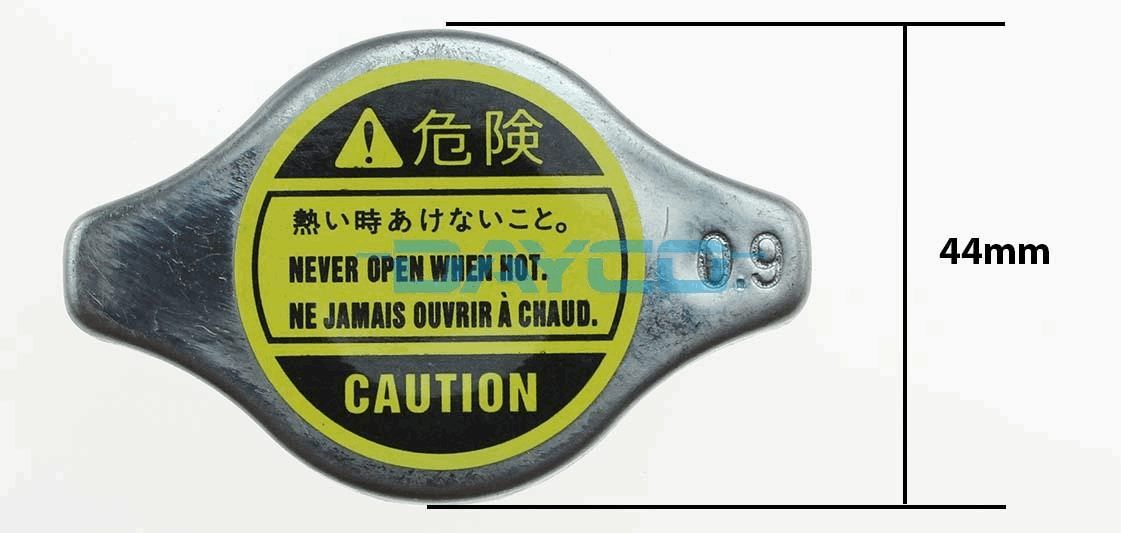 危険
熱い時あけないこと。
NEVER OPEN WHEN HOT.
NE JAMAIS OUVRIR À CHAUD.
CAUTION
DAYCO
0.9
44mm